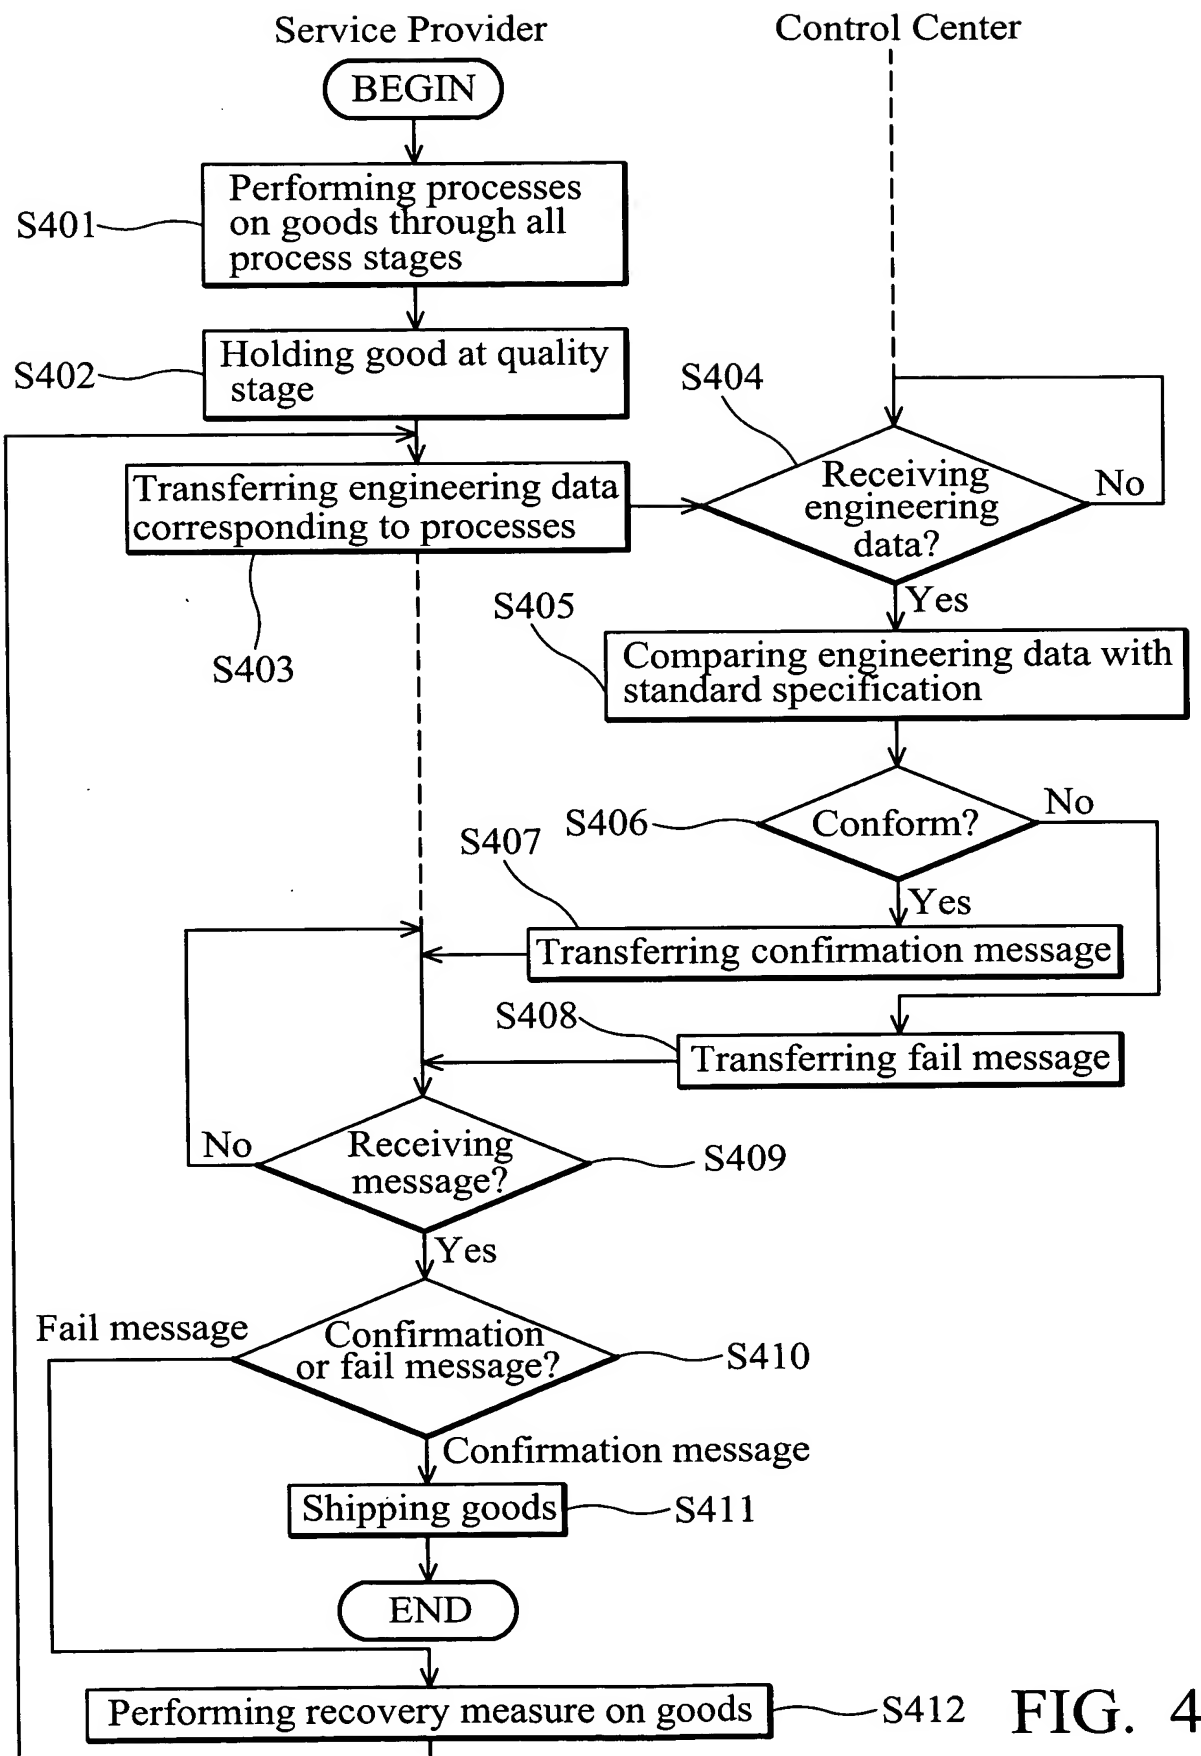 Service Provider
Control Center
BEGIN
Performing processes
on goods through all
process stages
S401
Holding good at quality
stage
S402
S404
Receiving
engineering
data?
No
Transferring engineering data
corresponding to processes
S403
Yes
S405
Comparing engineering data with
standard specification
S406
Conform?
No
S407
Yes
Transferring confirmation message
S408
Transferring fail message
No
Receiving
message?
S409
Yes
Fail message
Confirmation
or fail message?
S410
Confirmation message
Shipping goods
S411
END
Performing recovery measure on goods
S412
FIG. 4